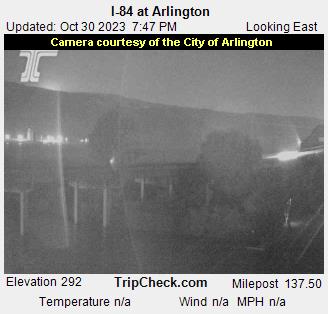 I-84 at Arlington
Updated: Oct 30 2023 7:47 PM Looking East
Camera courtesy of the City of Arlington
Elevation 292 TripCheck.com Milepost 137.50
Temperature n/a Wind n/a MPH n/a